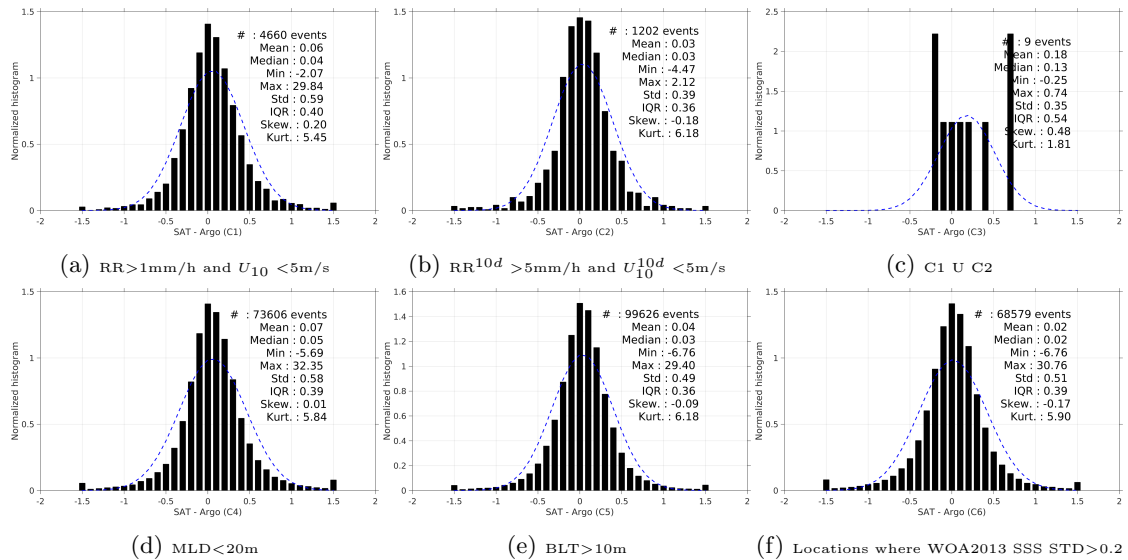 Normalized histogram
1.5
1
0.5
0
-2 -1.5 -1 -0.5 0 0.5 1 1.5 2
SAT - Argo (C1)
# : 4660 events
Mean : 0.06
Median : 0.04
Min : -2.07
Max : 29.84
Std : 0.59
IQR : 0.40
Skew. : 0.20
Kurt. : 5.45
(a) RR>1mm/h and U10 <5m/s
Normalized histogram
1.5
1
0.5
0
-2 -1.5 -1 -0.5 0 0.5 1 1.5 2
SAT - Argo (C2)
# : 1202 events
Mean : 0.03
Median : 0.03
Min : -4.47
Max : 2.12
Std : 0.39
IQR : 0.36
Skew. : -0.18
Kurt. : 6.18
(b) RR10d >5mm/h and U10d10 <5m/s
Normalized histogram
2.5
2
1.5
1
0.5
0
-2 -1.5 -1 -0.5 0 0.5 1 1.5 2
SAT - Argo (C3)
# : 9 events
Mean : 0.18
Median : 0.13
Min : -0.25
Max : 0.74
Std : 0.35
IQR : 0.54
Skew. : 0.48
Kurt. : 1.81
(c) C1 U C2
Normalized histogram
1.5
1
0.5
0
-2 -1.5 -1 -0.5 0 0.5 1 1.5 2
SAT - Argo (C4)
# : 73606 events
Mean : 0.07
Median : 0.05
Min : -5.69
Max : 32.35
Std : 0.58
IQR : 0.39
Skew. : 0.01
Kurt. : 5.84
(d) MLD<20m
Normalized histogram
1.6
1.4
1.2
1
0.8
0.6
0.4
0.2
0
-2 -1.5 -1 -0.5 0 0.5 1 1.5 2
SAT - Argo (C5)
# : 99626 events
Mean : 0.04
Median : 0.03
Min : -6.76
Max : 29.40
Std : 0.49
IQR : 0.36
Skew. : -0.09
Kurt. : 6.18
(e) BLT>10m
Normalized histogram
1.5
1
0.5
0
-2 -1.5 -1 -0.5 0 0.5 1 1.5 2
SAT - Argo (C6)
# : 68579 events
Mean : 0.02
Median : 0.02
Min : -6.76
Max : 30.76
Std : 0.51
IQR : 0.39
Skew. : -0.17
Kurt. : 5.90
(f) Locations where WOA2013 SSS STD>0.2